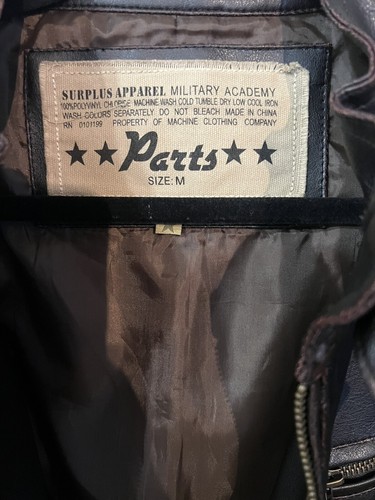 SURPLUS APPAREL MILITARY ACADEMY
100%POLYVINYL CHLORIDE MACHINE WASH COLD TUMBLE DRY LOW COOL IRON
WASH COLORS SEPARATELY DO NOT BLEACH MADE IN CHINA
RN 0101199 PROPERTY OF MACHINE CLOTHING COMPANY
Parts
SIZE: M